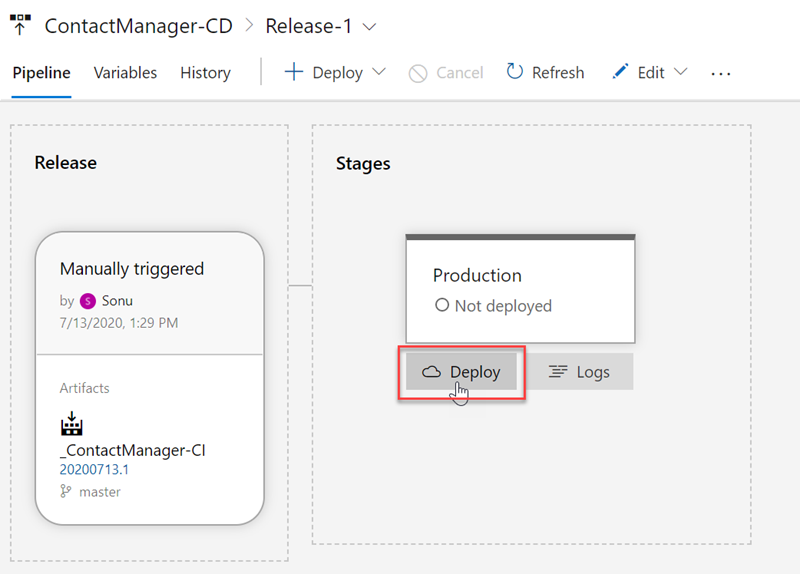 ContactManager-CD > Release-1
Pipeline Variables History + Deploy Cancel Refresh Edit ...
Release
Manually triggered
by S Sonu
7/13/2020, 1:29 PM
Artifacts
_ContactManager-CI
20200713.1
master
Stages
Production
Not deployed
Deploy Logs